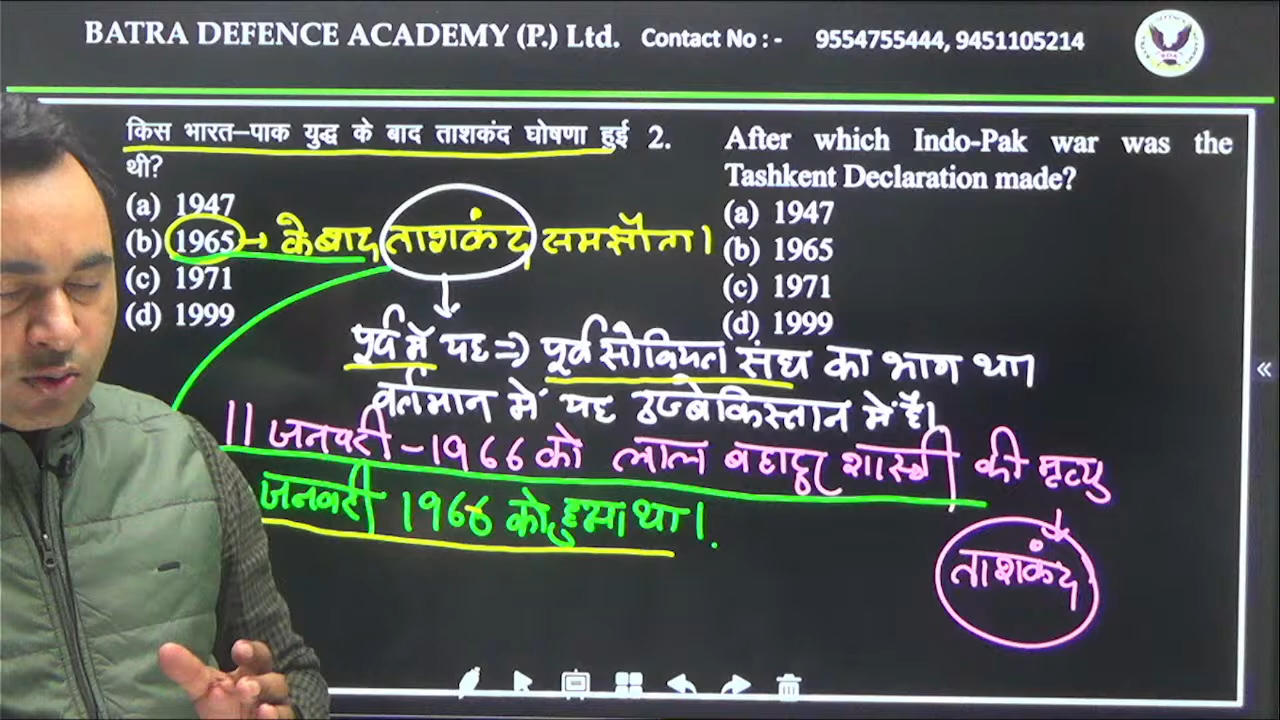 BATRA DEFENCE ACADEMY (P.) Ltd. Contact No : - 9554755444, 9451105214
किस भारत–पाक युद्ध के बाद ताशकंद घोषणा हुई थी?
(a) 1947
(b) 1965 → के बाद ताशकंद समझौता।
(c) 1971
(d) 1999
2. After which Indo-Pak war was the
Tashkent Declaration made?
(a) 1947
(b) 1965
(c) 1971
(d) 1999
पूर्व में यह ⇒ पूर्व सोवियत संघ का भाग था।
वर्तमान में यह उज्बेकिस्तान में है।
11 जनवरी – 1966 को लाल बहादुर शास्त्री की मृत्यु
ताशकंद
जनवरी 1966 को हुआ था।